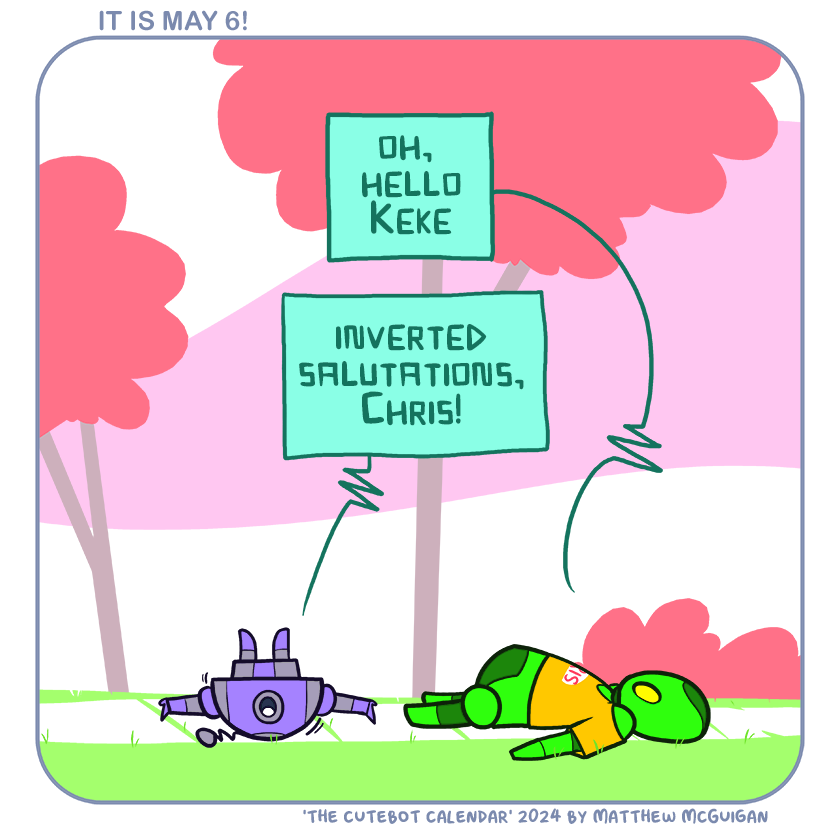 IT IS MAY 6!
OH,
HELLO
KEKE
INVERTED
SALUTATIONS,
CHRIS!
'THE CUTEBOT CALENDAR' 2024 BY MATTHEW MCGUIGAN